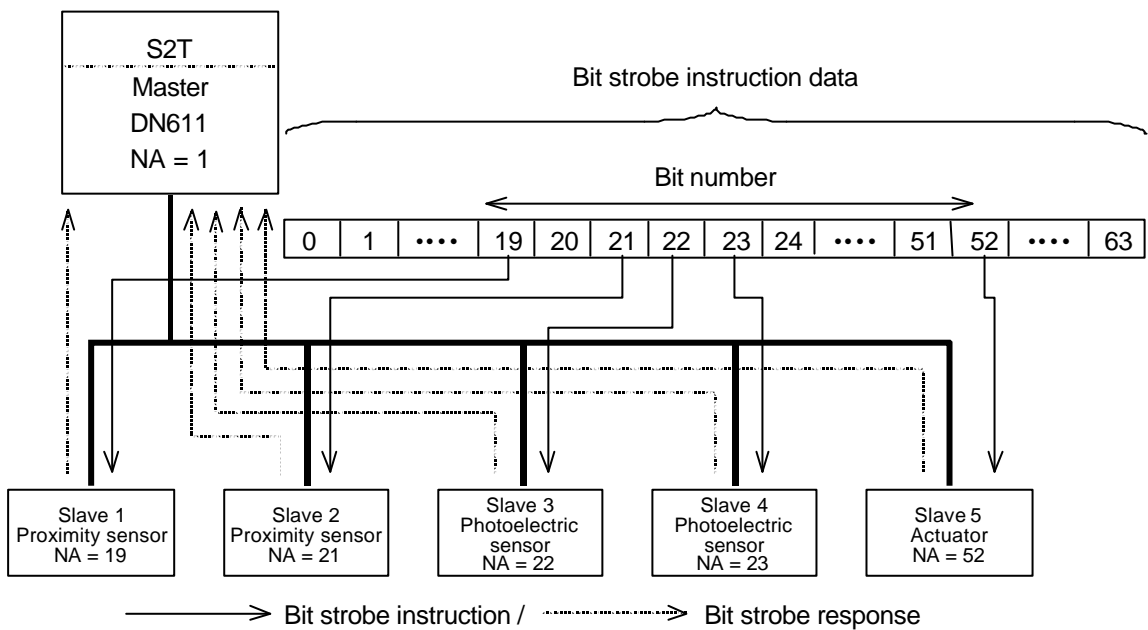 S2T
Master
DN611
NA = 1
Bit strobe instruction data
Bit number
0 1 •••• 19 20 21 22 23 24 •••• 51 52 •••• 63
Slave 1
Proximity sensor
NA = 19
Slave 2
Proximity sensor
NA = 21
Slave 3
Photoelectric
sensor
NA = 22
Slave 4
Photoelectric
sensor
NA = 23
Slave 5
Actuator
NA = 52
Bit strobe instruction / Bit strobe response